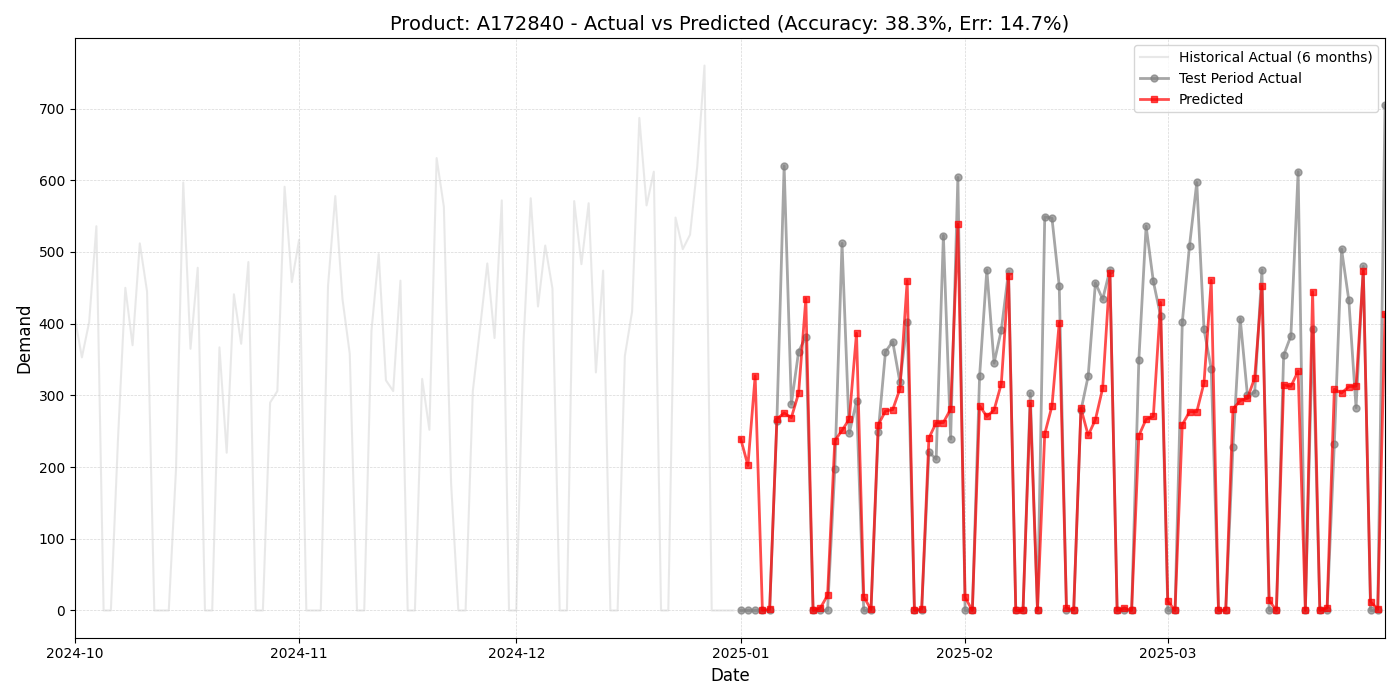 Product: A172840 - Actual vs Predicted (Accuracy: 38.3%, Err: 14.7%)
Historical Actual (6 months)
Test Period Actual
Predicted
Demand
700
600
500
400
300
200
100
0
2024-10
2024-11
2024-12
2025-01
2025-02
2025-03
Date